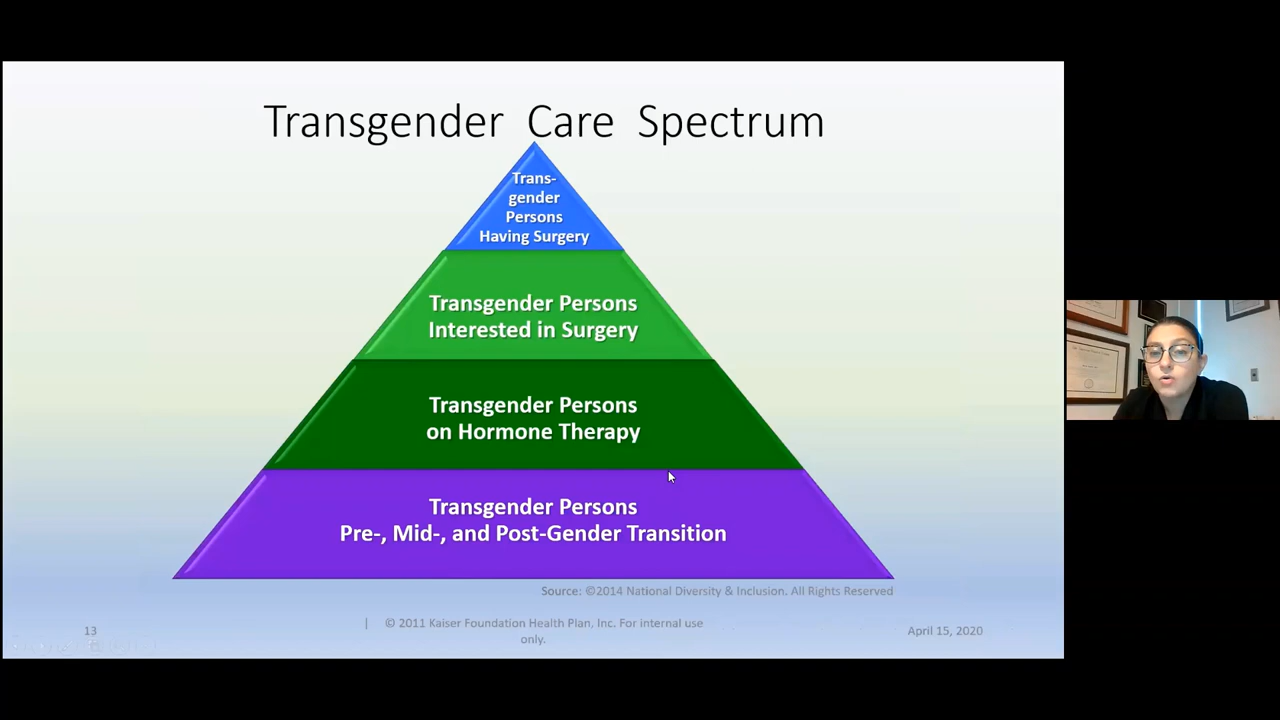 Transgender Care Spectrum
Trans-
gender
Persons
Having Surgery
Transgender Persons
Interested in Surgery
Transgender Persons
on Hormone Therapy
Transgender Persons
Pre-, Mid-, and Post-Gender Transition
Source: ©2014 National Diversity & Inclusion. All Rights Reserved
13
| © 2011 Kaiser Foundation Health Plan, Inc. For internal use
only.
April 15, 2020